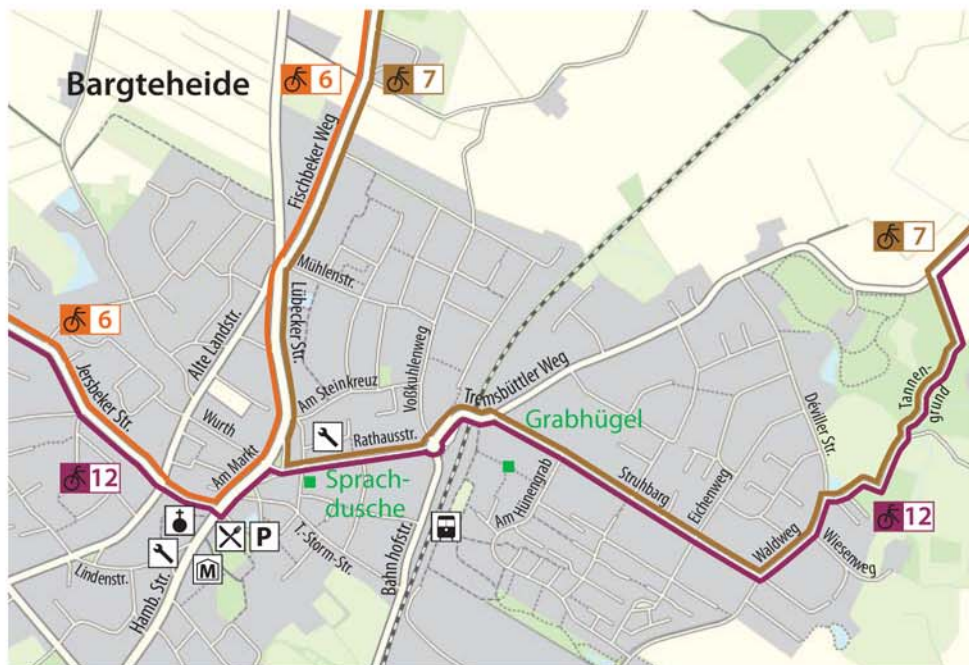 Bargteheide
6
7
Fischbeker Weg
7
Mühlenstr.
6
Lübecker Str.
Alte Landstr.
Jersbeker Str.
Am Steinkreuz
Voßkuhlenweg
Tremsbüttler Weg
Tannen-
grund
Déviller Str.
Wurth
Rathausstr.
Grabhügel
Am Markt
12
Sprach-
dusche
Struhbarg
Eichenweg
Am Hünengrab
12
P
T.-Storm-Str.
Bahnhofstr.
Waldweg
Wiesenweg
Lindenstr.
M
Hamb. Str.